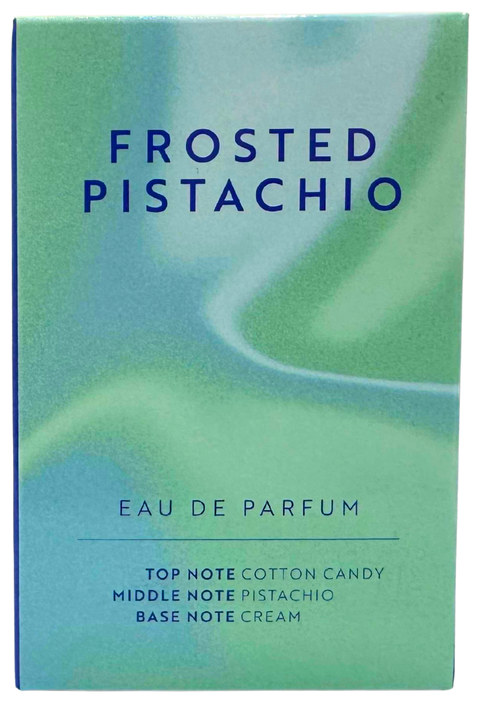 FROSTED
PISTACHIO
EAU DE PARFUM
TOP NOTE COTTON CANDY
MIDDLE NOTE PISTACHIO
BASE NOTE CREAM